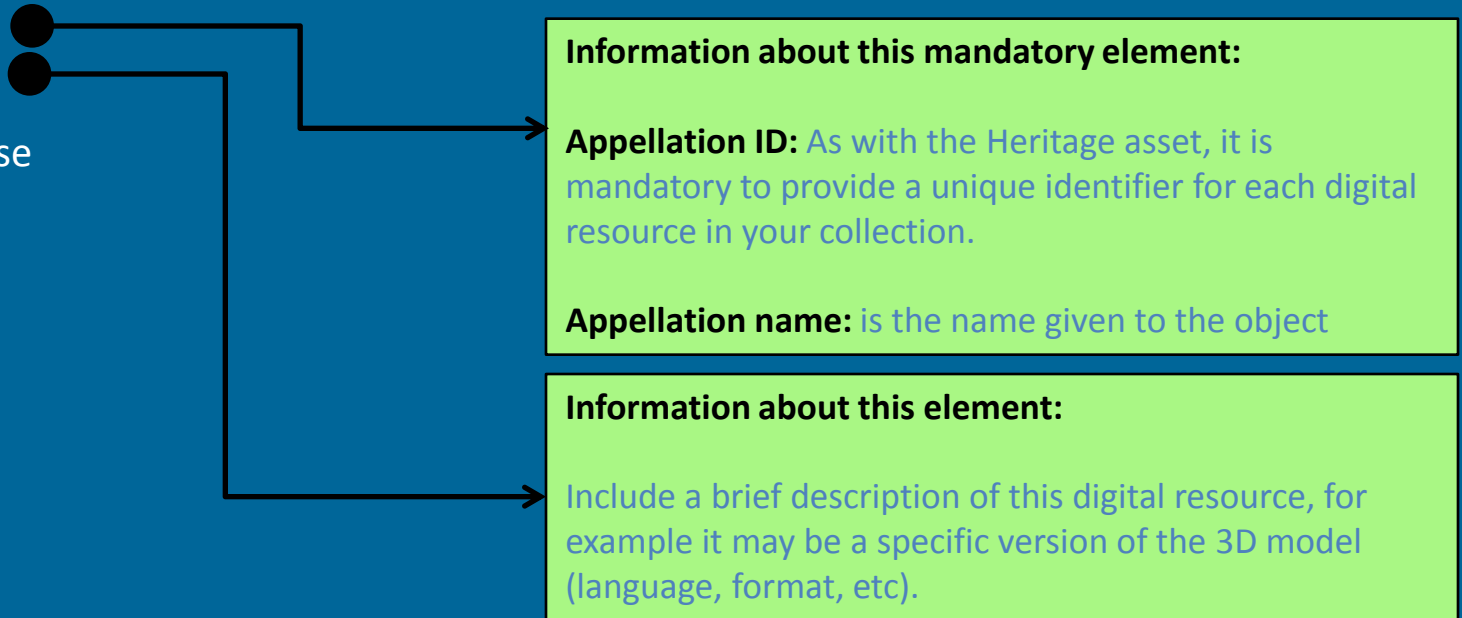 se
Information about this mandatory element:
Appellation ID: As with the Heritage asset, it is
mandatory to provide a unique identifier for each digital
resource in your collection.
Appellation name: is the name given to the object
Information about this element:
Include a brief description of this digital resource, for
example it may be a specific version of the 3D model
(language, format, etc).